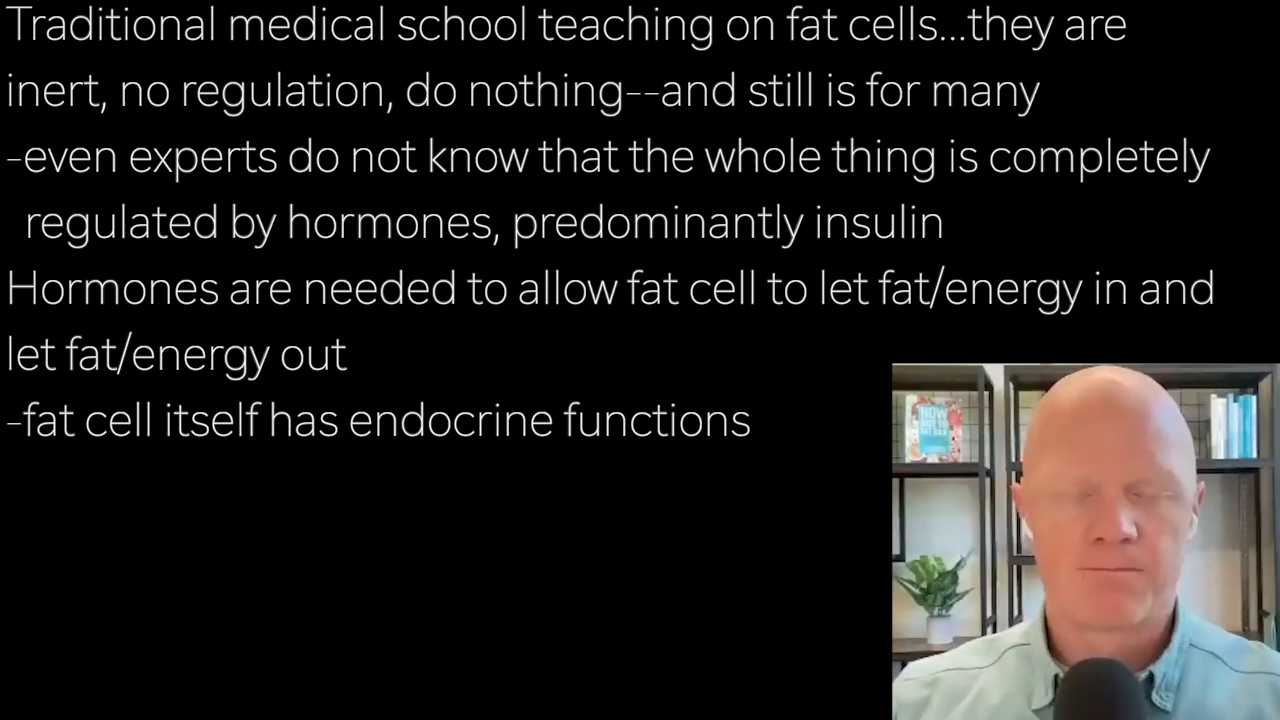 Traditional medical school teaching on fat cells...they are
inert, no regulation, do nothing--and still is for many
-even experts do not know that the whole thing is completely
regulated by hormones, predominantly insulin
Hormones are needed to allow fat cell to let fat/energy in and
let fat/energy out
-fat cell itself has endocrine functions
HOW
NOT TO